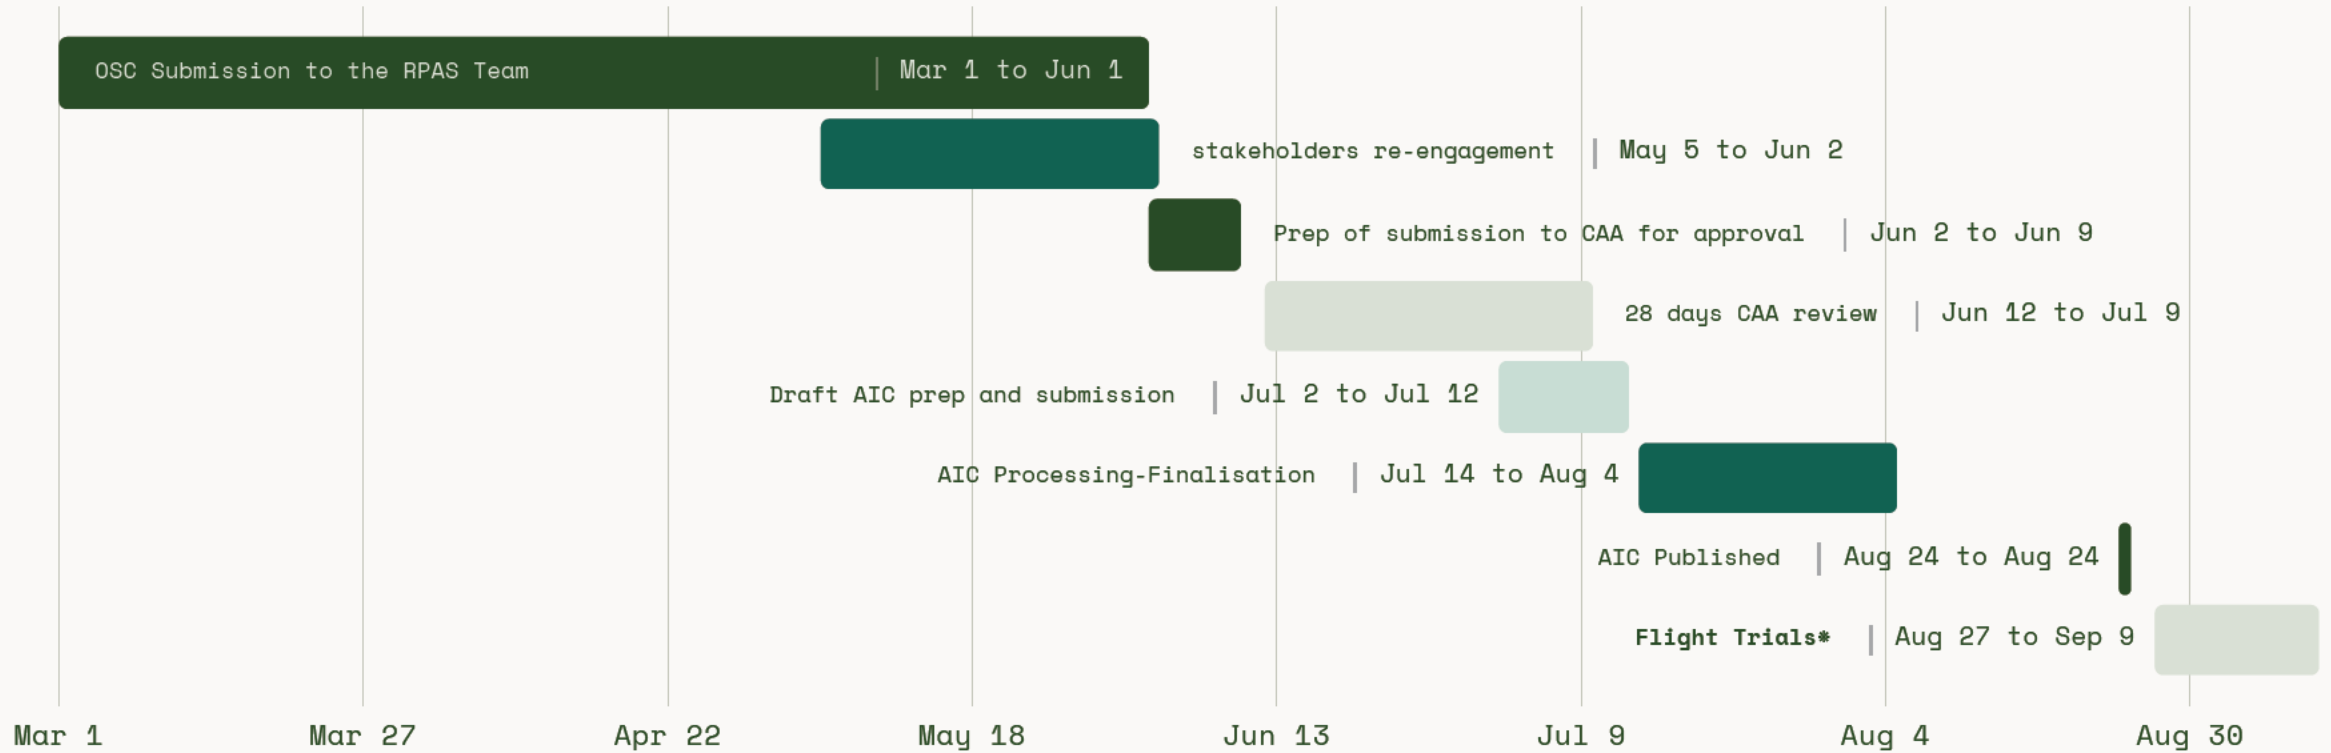 OSC Submission to the RPAS Team | Mar 1 to Jun 1
stakeholders re-engagement | May 5 to Jun 2
Prep of submission to CAA for approval | Jun 2 to Jun 9
28 days CAA review | Jun 12 to Jul 9
Draft AIC prep and submission | Jul 2 to Jul 12
AIC Processing-Finalisation | Jul 14 to Aug 4
AIC Published | Aug 24 to Aug 24
Flight Trials* | Aug 27 to Sep 9
Mar 1 Mar 27 Apr 22 May 18 Jun 13 Jul 9 Aug 4 Aug 30